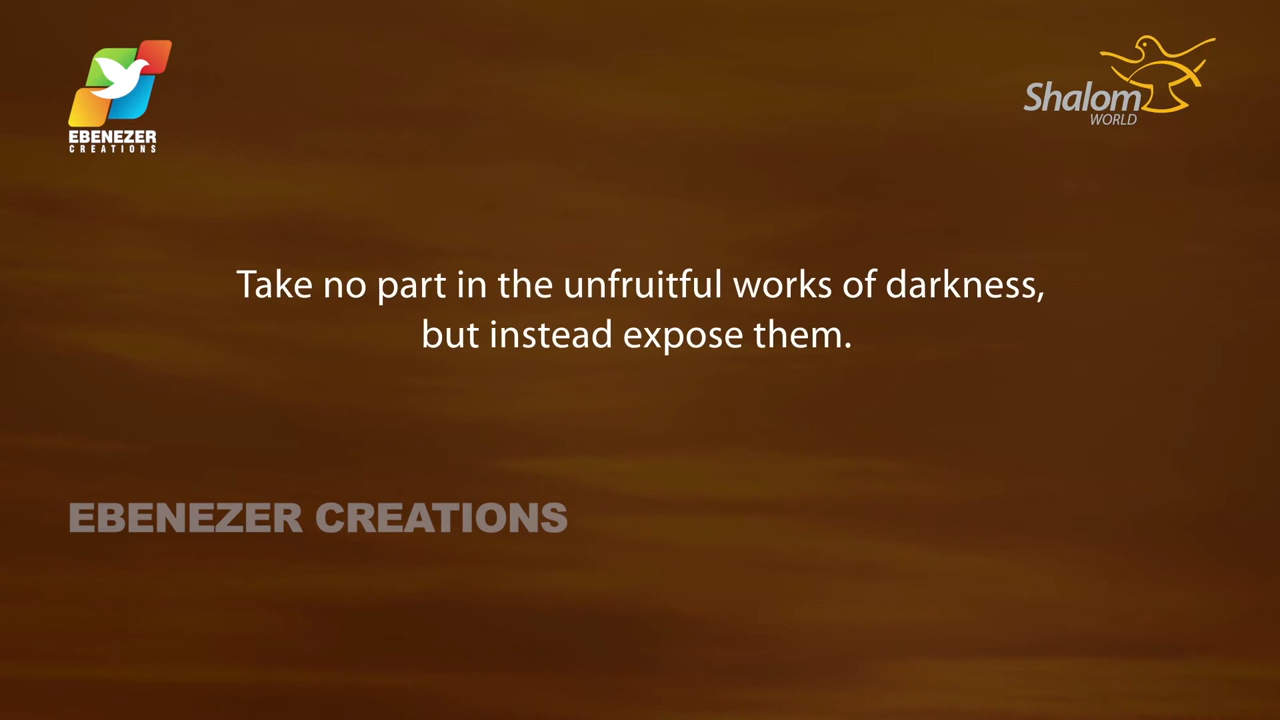 EBENEZER
CREATIONS
Shalom
WORLD
Take no part in the unfruitful works of darkness,
but instead expose them.
EBENEZER CREATIONS